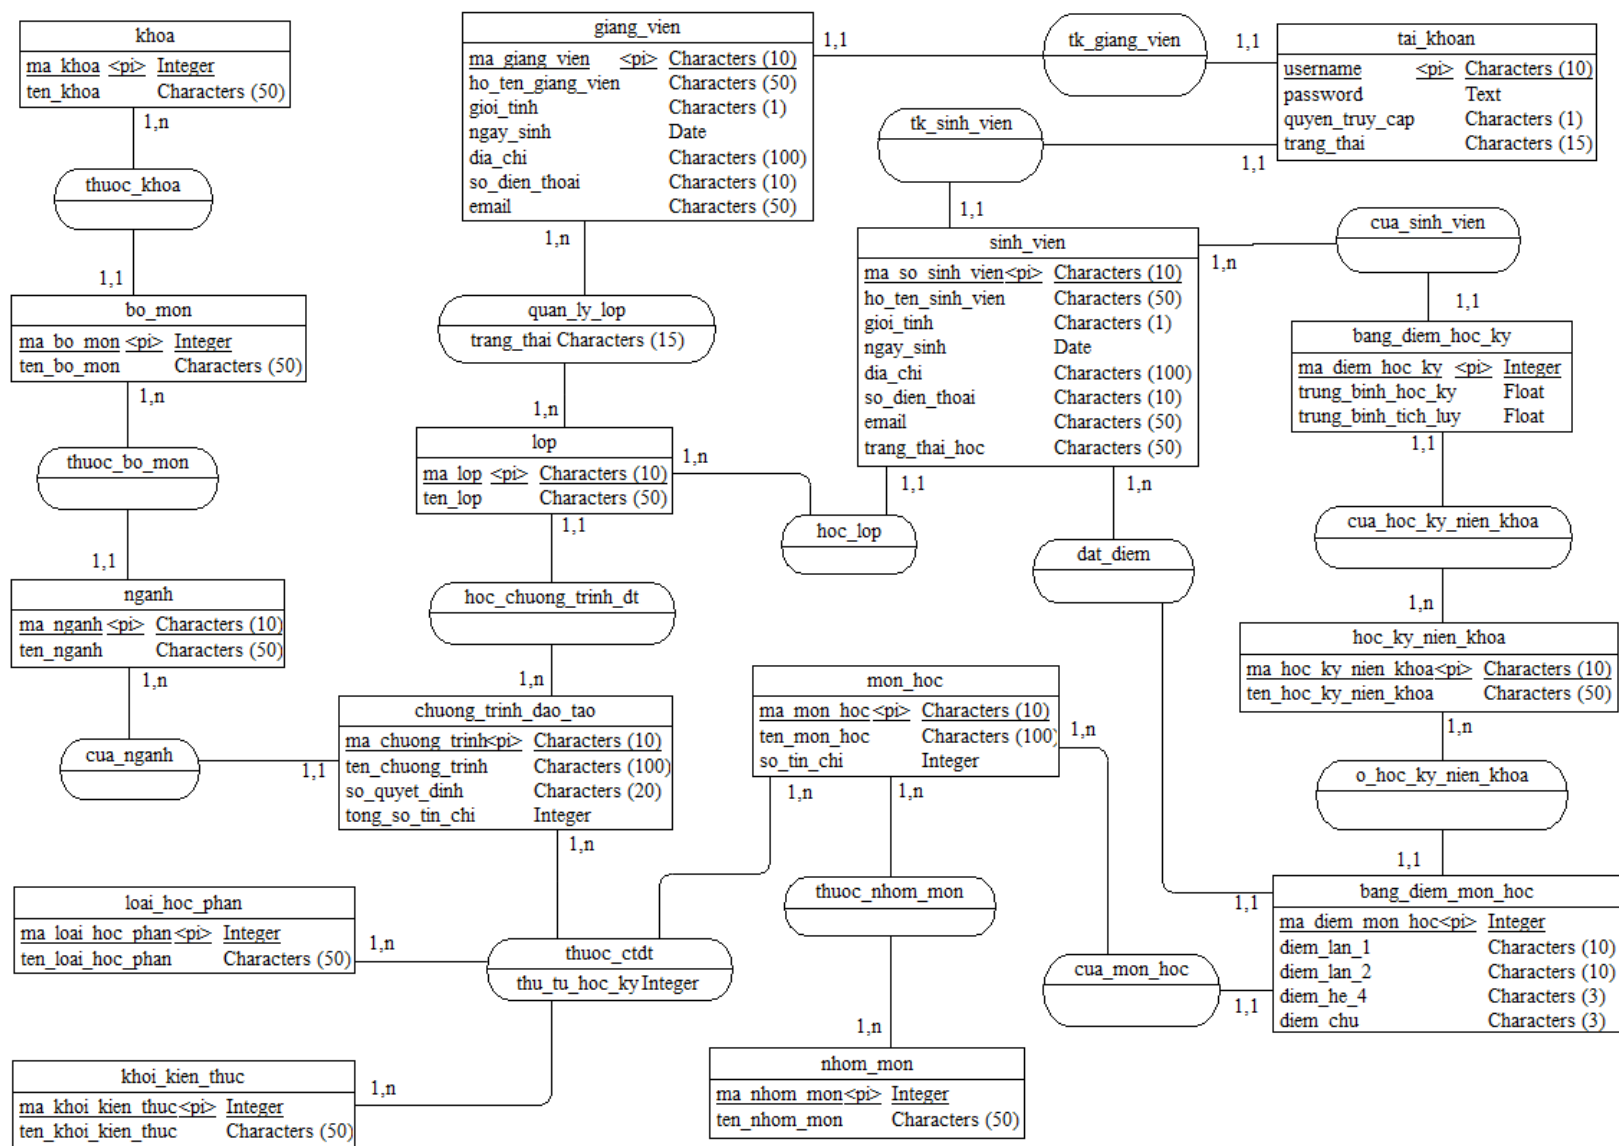 khoa
ma_khoa <pi> Integer
ten_khoa Characters (50)
1,n
thuoc_khoa
1,1
bo_mon
ma_bo_mon <pi> Integer
ten_bo_mon Characters (50)
1,n
thuoc_bo_mon
1,1
nganh
ma_nganh <pi> Characters (10)
ten_nganh Characters (50)
1,n
cua_nganh
1,1
giang_vien
ma_giang_vien <pi> Characters (10)
ho_ten_giang_vien Characters (50)
gioi_tinh Characters (1)
ngay_sinh Date
dia_chi Characters (100)
so_dien_thoai Characters (10)
email Characters (50)
1,1
tk_giang_vien
1,1
tai_khoan
username <pi> Characters (10)
password Text
quyen_truy_cap Characters (1)
trang_thai Characters (15)
tk_sinh_vien
1,1
1,1
1,n
quan_ly_lop
trang_thai Characters (15)
1,n
lop
ma_lop <pi> Characters (10)
ten_lop Characters (50)
1,n
1,1
hoc_lop
1,1
hoc_chuong_trinh_dt
1,n
chuong_trinh_dao_tao
ma_chuong_trinh<pi> Characters (10)
ten_chuong_trinh Characters (100)
so_quyet_dinh Characters (20)
tong_so_tin_chi Integer
1,n
sinh_vien
ma_so_sinh_vien<pi> Characters (10)
ho_ten_sinh_vien Characters (50)
gioi_tinh Characters (1)
ngay_sinh Date
dia_chi Characters (100)
so_dien_thoai Characters (10)
email Characters (50)
trang_thai_hoc Characters (50)
1,n
cua_sinh_vien
1,1
bang_diem_hoc_ky
ma_diem_hoc_ky <pi> Integer
trung_binh_hoc_ky Float
trung_binh_tich_luy Float
1,1
cua_hoc_ky_nien_khoa
1,n
hoc_ky_nien_khoa
ma_hoc_ky_nien_khoa<pi> Characters (10)
ten_hoc_ky_nien_khoa Characters (50)
1,n
o_hoc_ky_nien_khoa
1,1
1,n
dat_diem
1,1
bang_diem_mon_hoc
ma_diem_mon_hoc<pi> Integer
diem_lan_1 Characters (10)
diem_lan_2 Characters (10)
diem_he_4 Characters (3)
diem_chu Characters (3)
mon_hoc
ma_mon_hoc<pi> Characters (10)
ten_mon_hoc Characters (100)
so_tin_chi Integer
1,n
cua_mon_hoc
1,1
1,n
1,n
thuoc_nhom_mon
1,n
nhom_mon
ma_nhom_mon<pi> Integer
ten_nhom_mon Characters (50)
loai_hoc_phan
ma_loai_hoc_phan<pi> Integer
ten_loai_hoc_phan Characters (50)
1,n
thuoc_ctdt
thu_tu_hoc_ky Integer
khoi_kien_thuc
ma_khoi_kien_thuc<pi> Integer
ten_khoi_kien_thuc Characters (50)
1,n